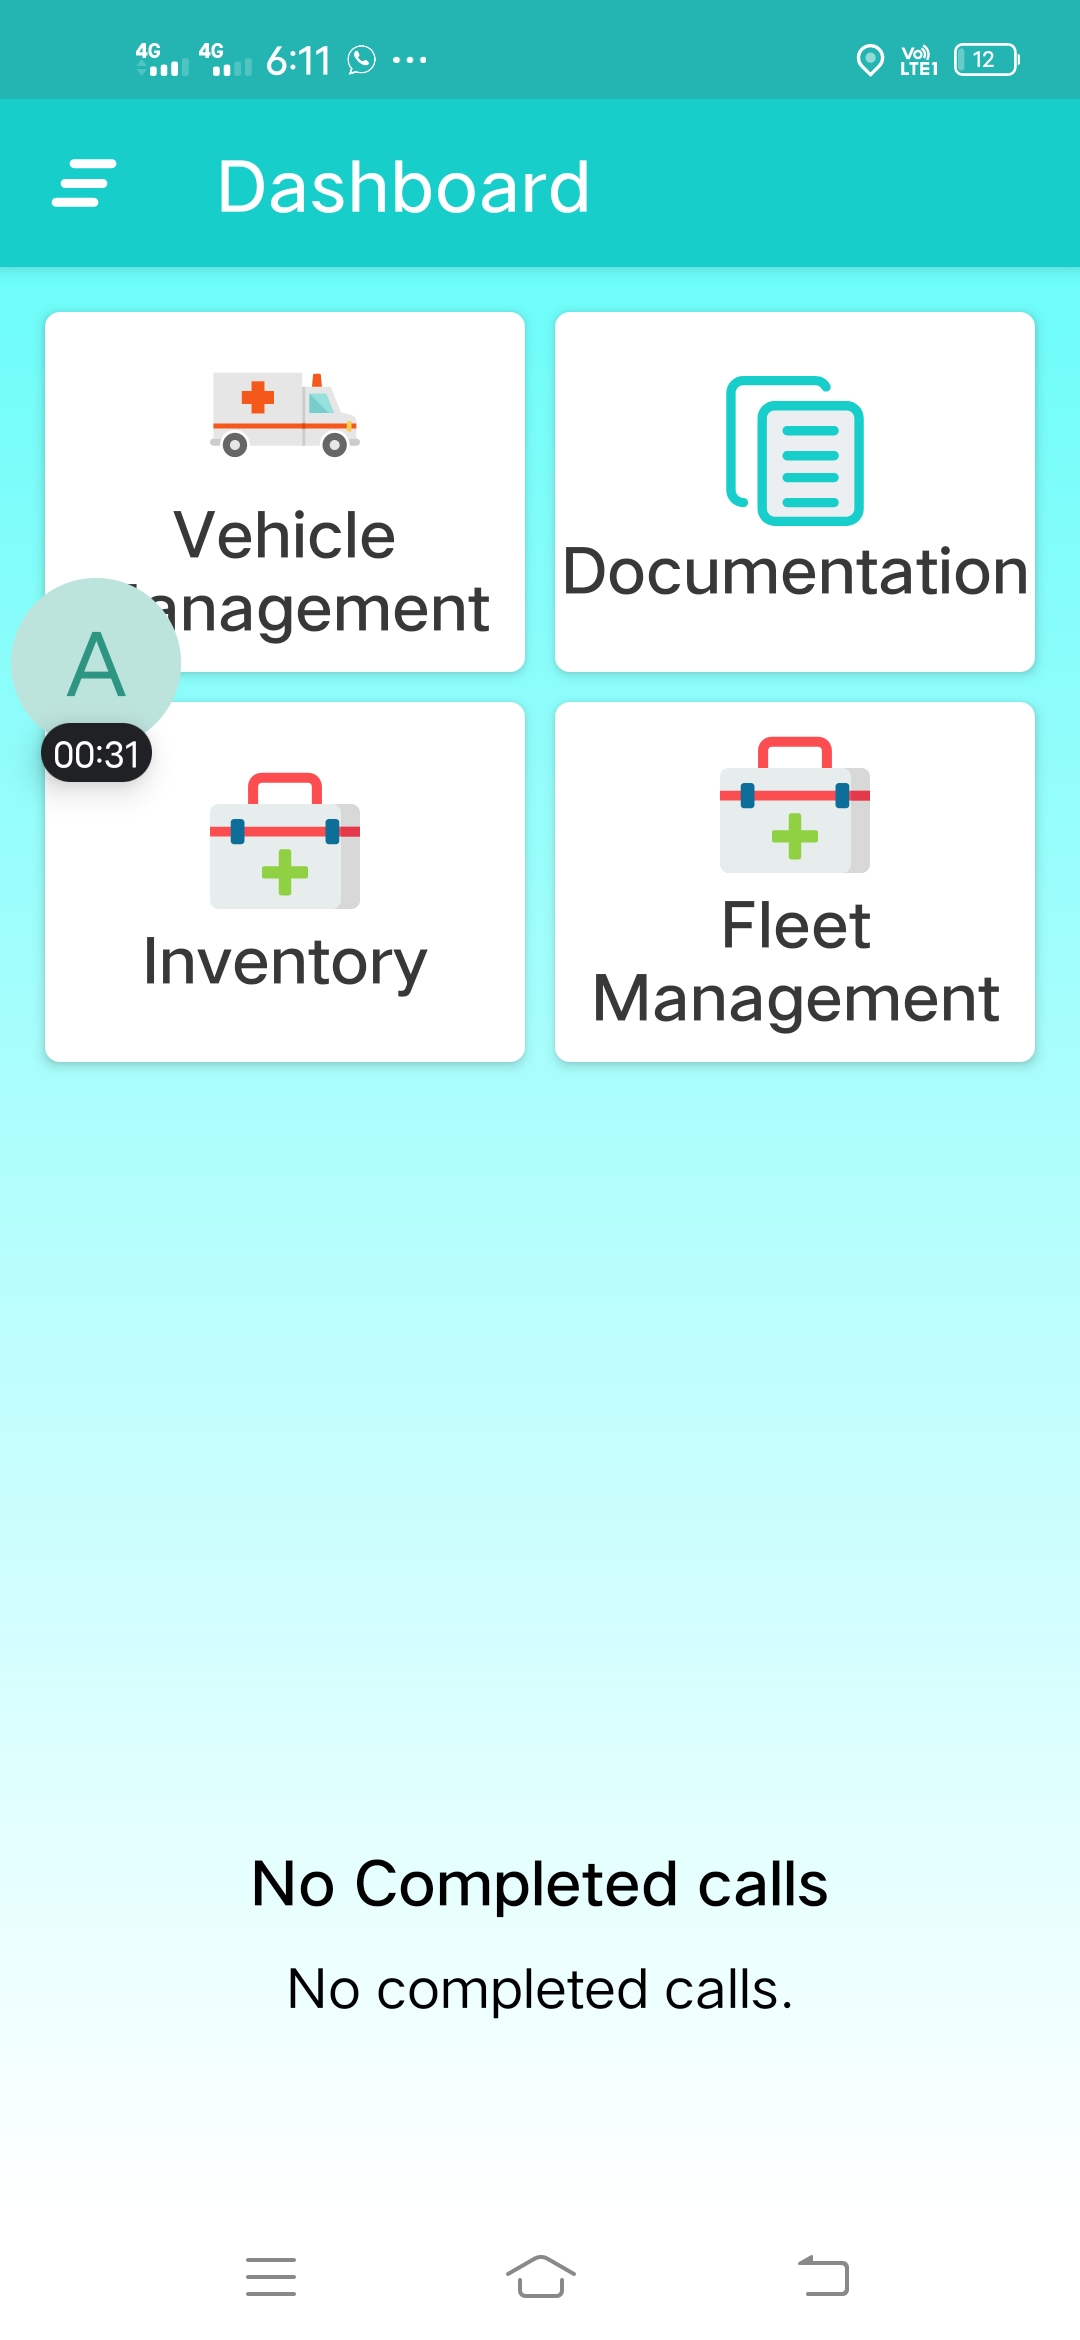 4G 4G 6:11 ...
Vo)) LTE1 12
Dashboard
Vehicle
anagement
Documentation
A
00:31
Inventory
Fleet
Management
No Completed calls
No completed calls.